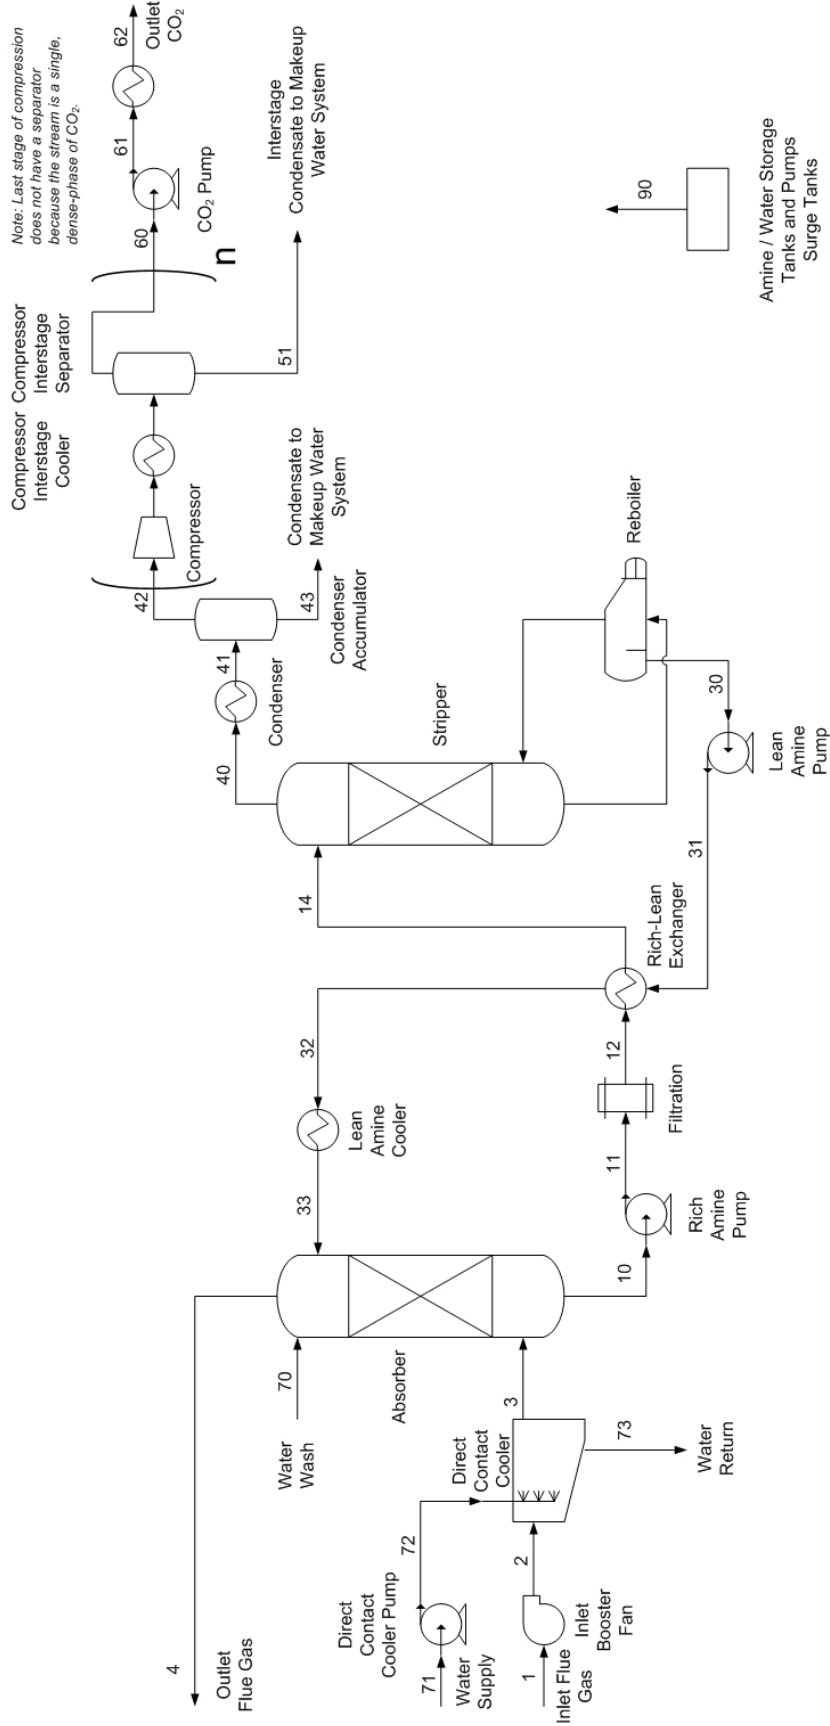 Note: Last stage of compression
does not have a separator
because the stream is a single,
dense-phase of CO₂.
4
Outlet
Flue Gas
Water
Wash
70
Absorber
33
Lean
Amine
Cooler
32
14
Stripper
40
Condenser
41
Condenser
Accumulator
43
Condensate to
Makeup Water
System
42
Compressor
Compressor
Interstage
Cooler
Compressor
Interstage
Separator
51
Interstage
Condensate to Makeup
Water System
n
60
CO₂ Pump
61
62
Outlet
CO₂
Direct
Contact
Cooler Pump
71
Water
Supply
72
Direct
Contact
Cooler
1
Inlet Flue
Gas
Inlet
Booster
Fan
2
3
73
Water
Return
10
Rich
Amine
Pump
11
Filtration
12
Rich-Lean
Exchanger
31
Lean
Amine
Pump
30
Reboiler
90
Amine / Water Storage
Tanks and Pumps
Surge Tanks